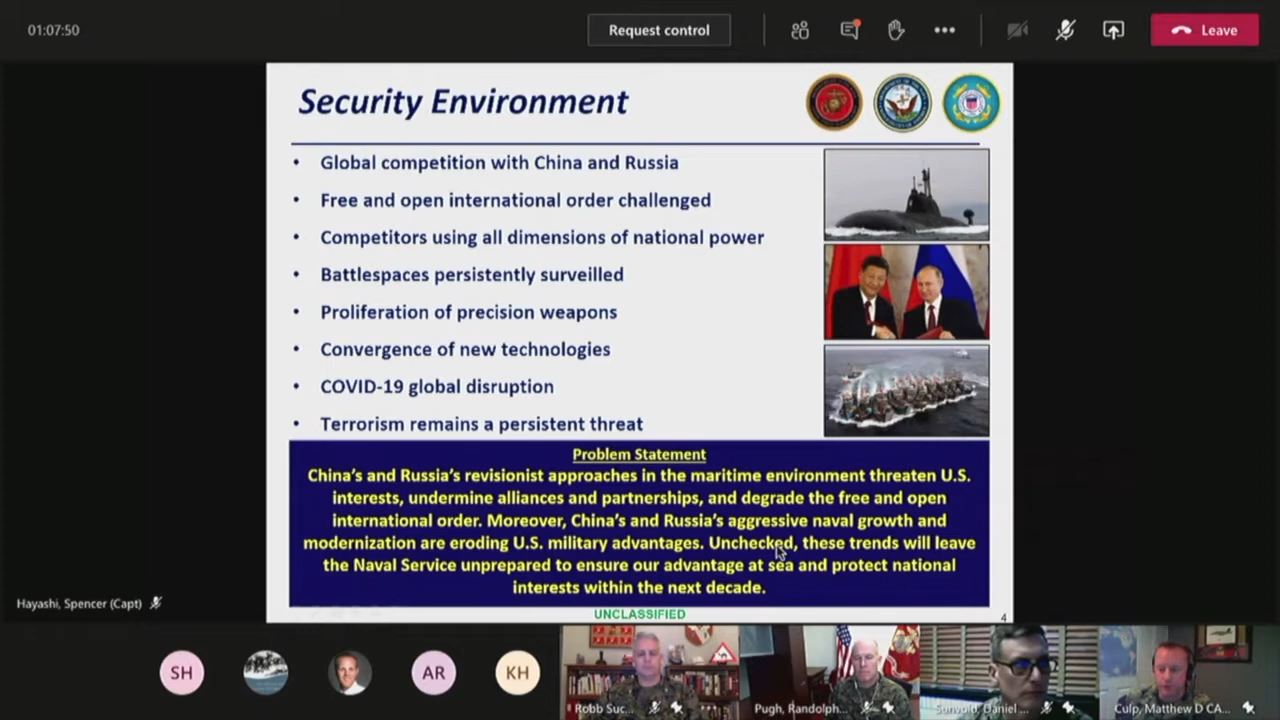 01:07:50
Request control
Leave
Security Environment
• Global competition with China and Russia
• Free and open international order challenged
• Competitors using all dimensions of national power
• Battlespaces persistently surveilled
• Proliferation of precision weapons
• Convergence of new technologies
• COVID-19 global disruption
• Terrorism remains a persistent threat
Problem Statement
China's and Russia's revisionist approaches in the maritime environment threaten U.S.
interests, undermine alliances and partnerships, and degrade the free and open
international order. Moreover, China's and Russia's aggressive naval growth and
modernization are eroding U.S. military advantages. Unchecked, these trends will leave
the Naval Service unprepared to ensure our advantage at sea and protect national
interests within the next decade.
UNCLASSIFIED
4
Hayashi, Spencer (Capt)
SH
AR
KH
Robb Suc...
Pugh, Randolph...
Sunvold, Daniel ...
Culp, Matthew D CA...